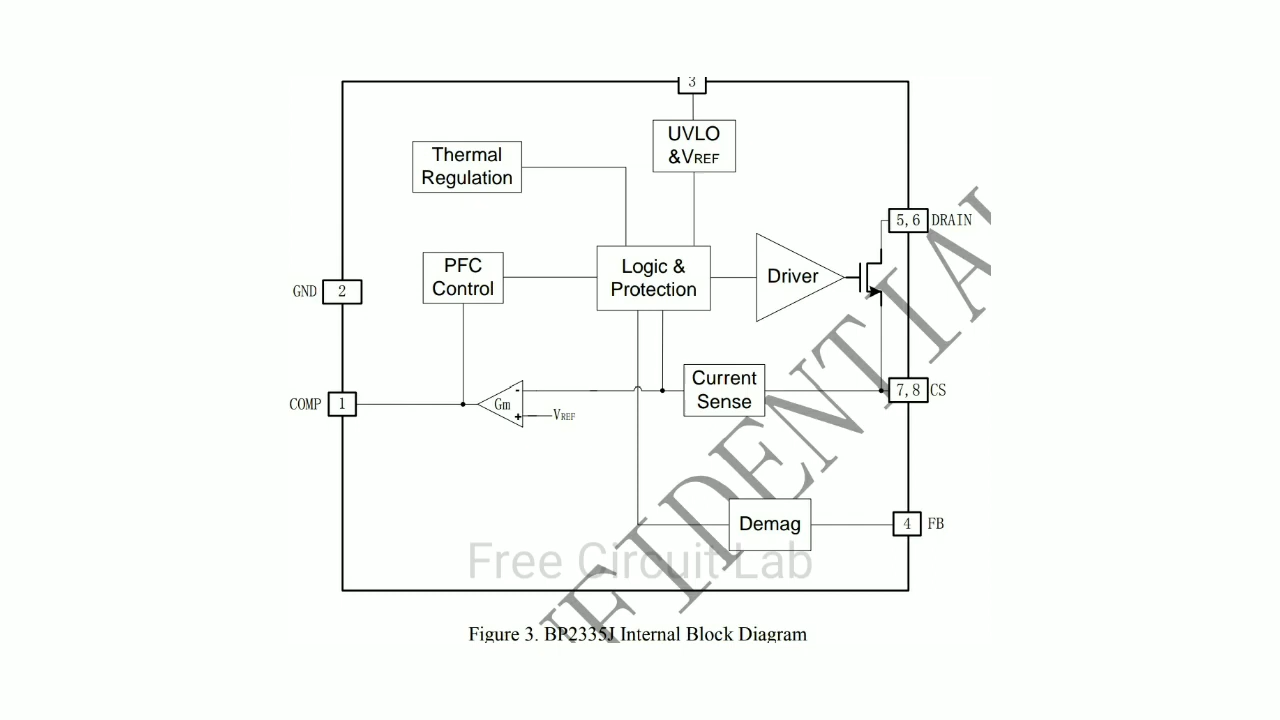 3
UVLO
&VREF
Thermal
Regulation
5,6 DRAIN
PFC
Control
Logic &
Protection
Driver
GND 2
Current
Sense
7,8 CS
COMP 1
Gm
-
+
VREF
Demag
4 FB
FIDENTIA
Free Circuit Lab
Figure 3. BP2335J Internal Block Diagram